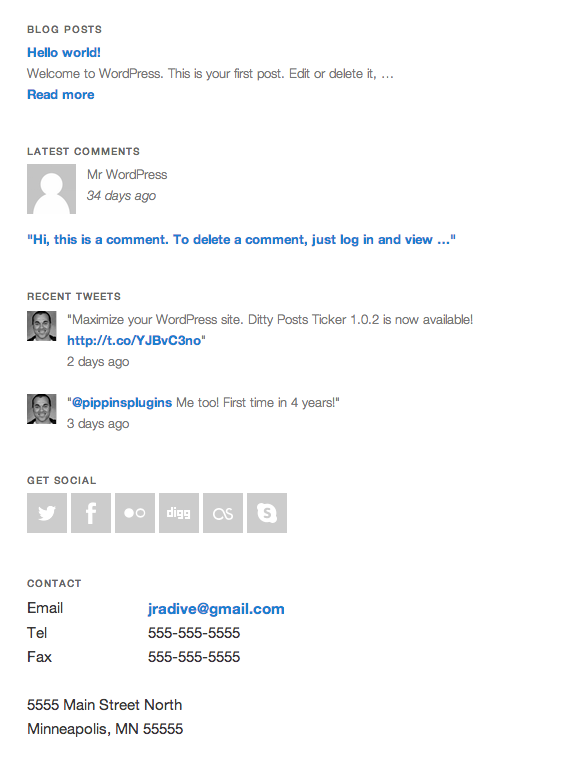 BLOG POSTS
Hello world!
Welcome to WordPress. This is your first post. Edit or delete it, …
Read more
LATEST COMMENTS
Mr WordPress
34 days ago
"Hi, this is a comment. To delete a comment, just log in and view …"
RECENT TWEETS
"Maximize your WordPress site. Ditty Posts Ticker 1.0.2 is now available!
http://t.co/YJBvC3no"
2 days ago
"@pippinsplugins Me too! First time in 4 years!"
3 days ago
GET SOCIAL
digg
CONTACT
Email jradive@gmail.com
Tel 555-555-5555
Fax 555-555-5555
5555 Main Street North
Minneapolis, MN 55555